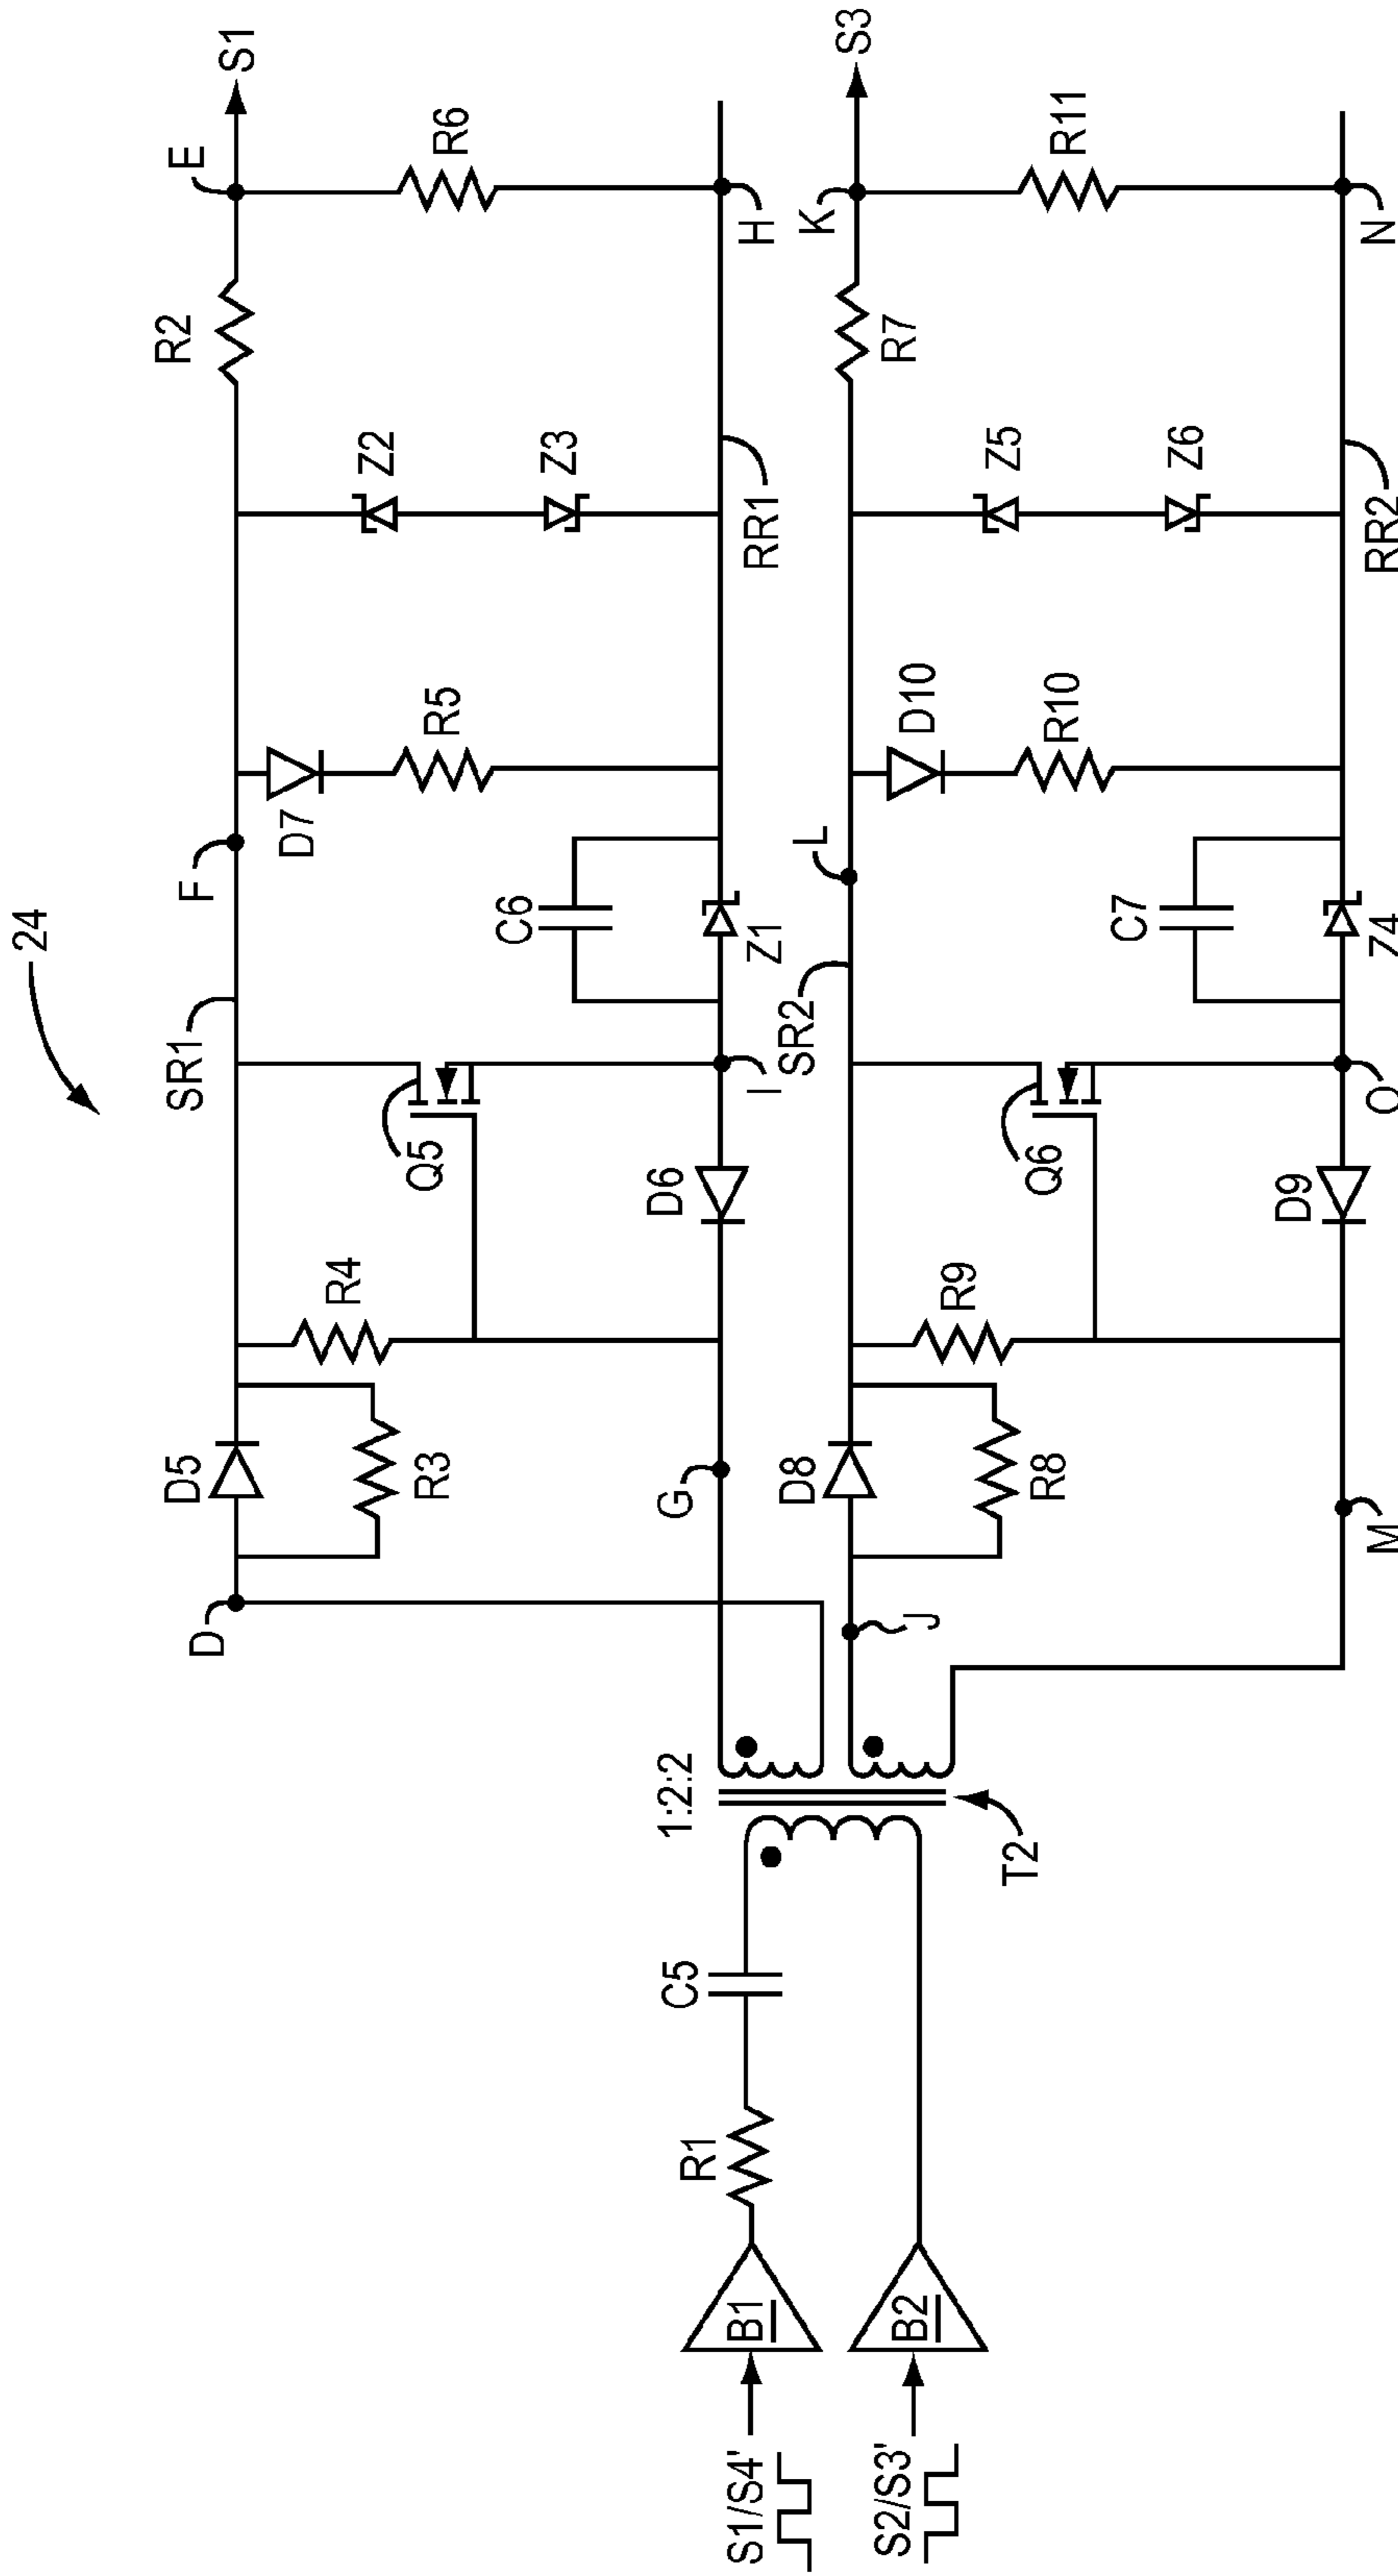 24
S1/S4'
S2/S3'
B1
B2
R1
C5
1:2:2
T2
D
D5
R3
G
R4
D6
Q5
I
SR1
F
C6
Z1
D7
R5
Z2
Z3
RR1
R2
E
R6
H
S1
J
D8
R8
M
R9
D9
Q6
O
SR2
L
C7
Z4
D10
R10
Z5
Z6
RR2
R7
K
R11
N
S3